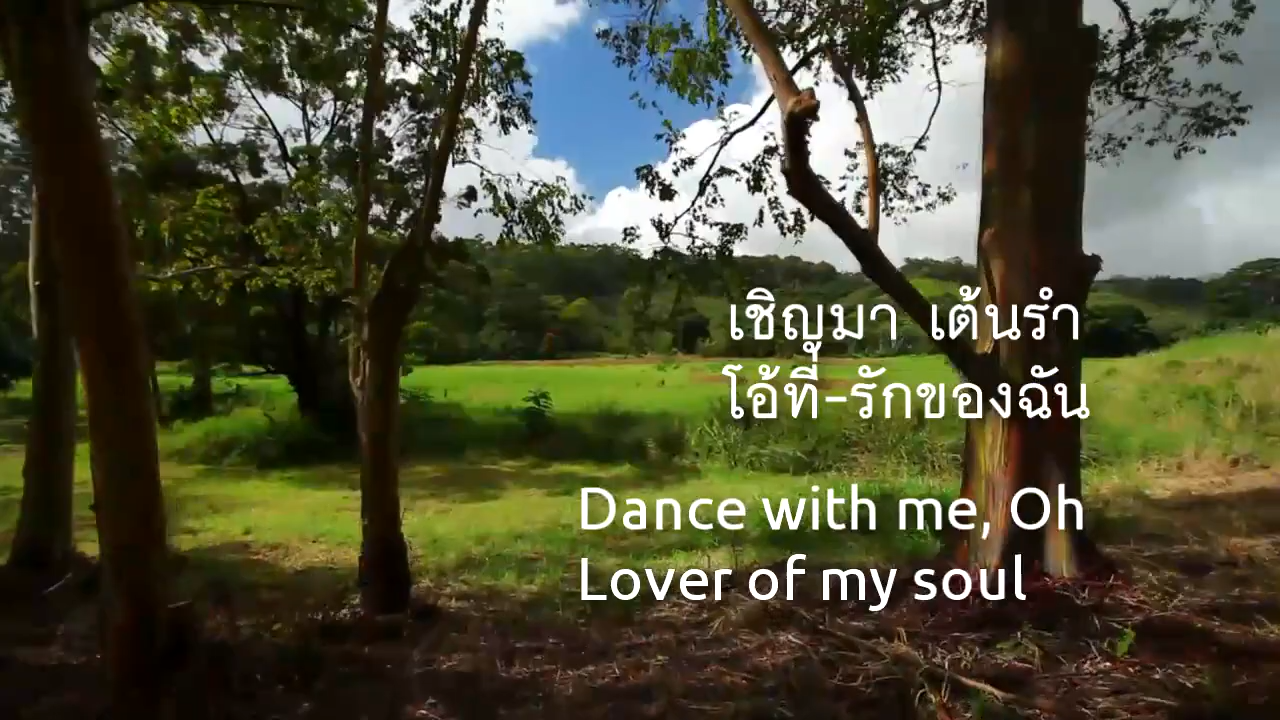 เชิญมา เต้นรำ
โอ้ที่-รักของฉัน
Dance with me, Oh
Lover of my soul